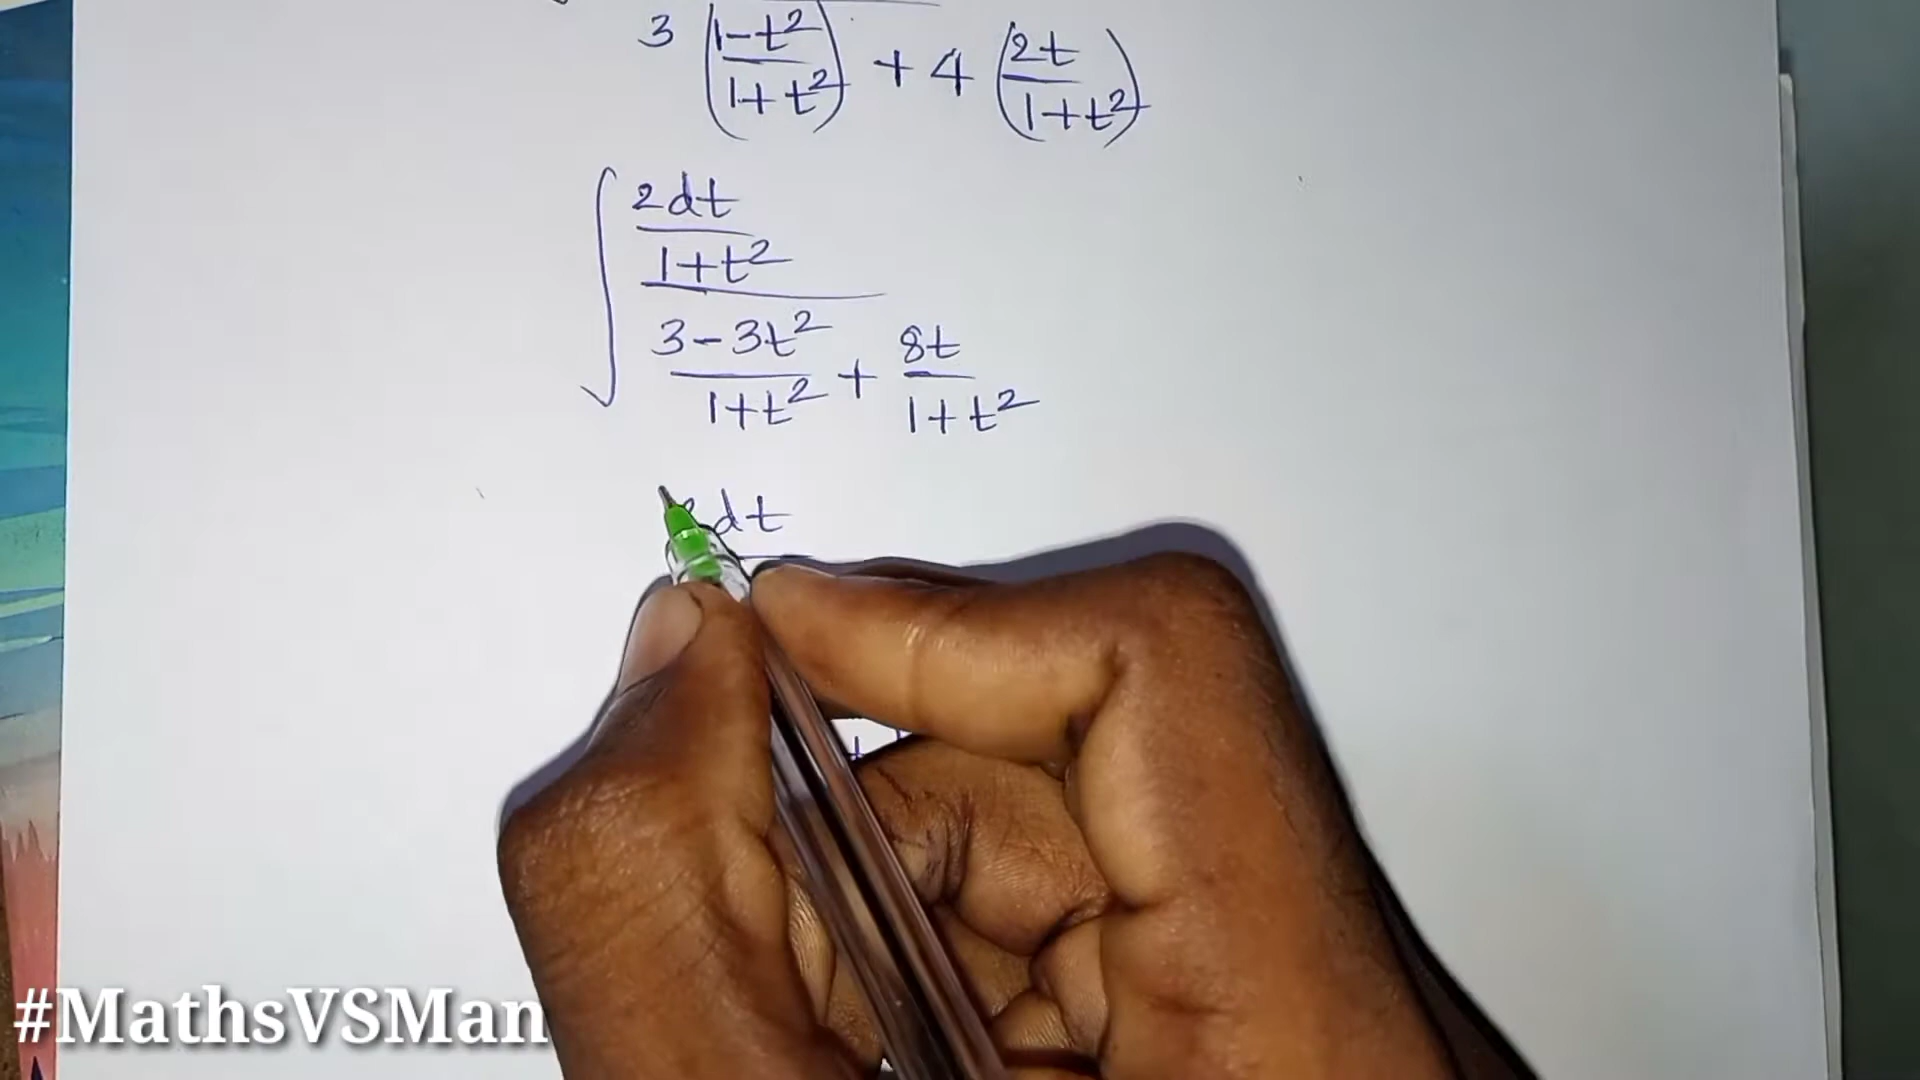 3 (1-t²/1+t²) + 4 (2t/1+t²)
∫ 2dt/1+t²
3-3t²/1+t² + 8t/1+t²
2dt
#MathsVSMan